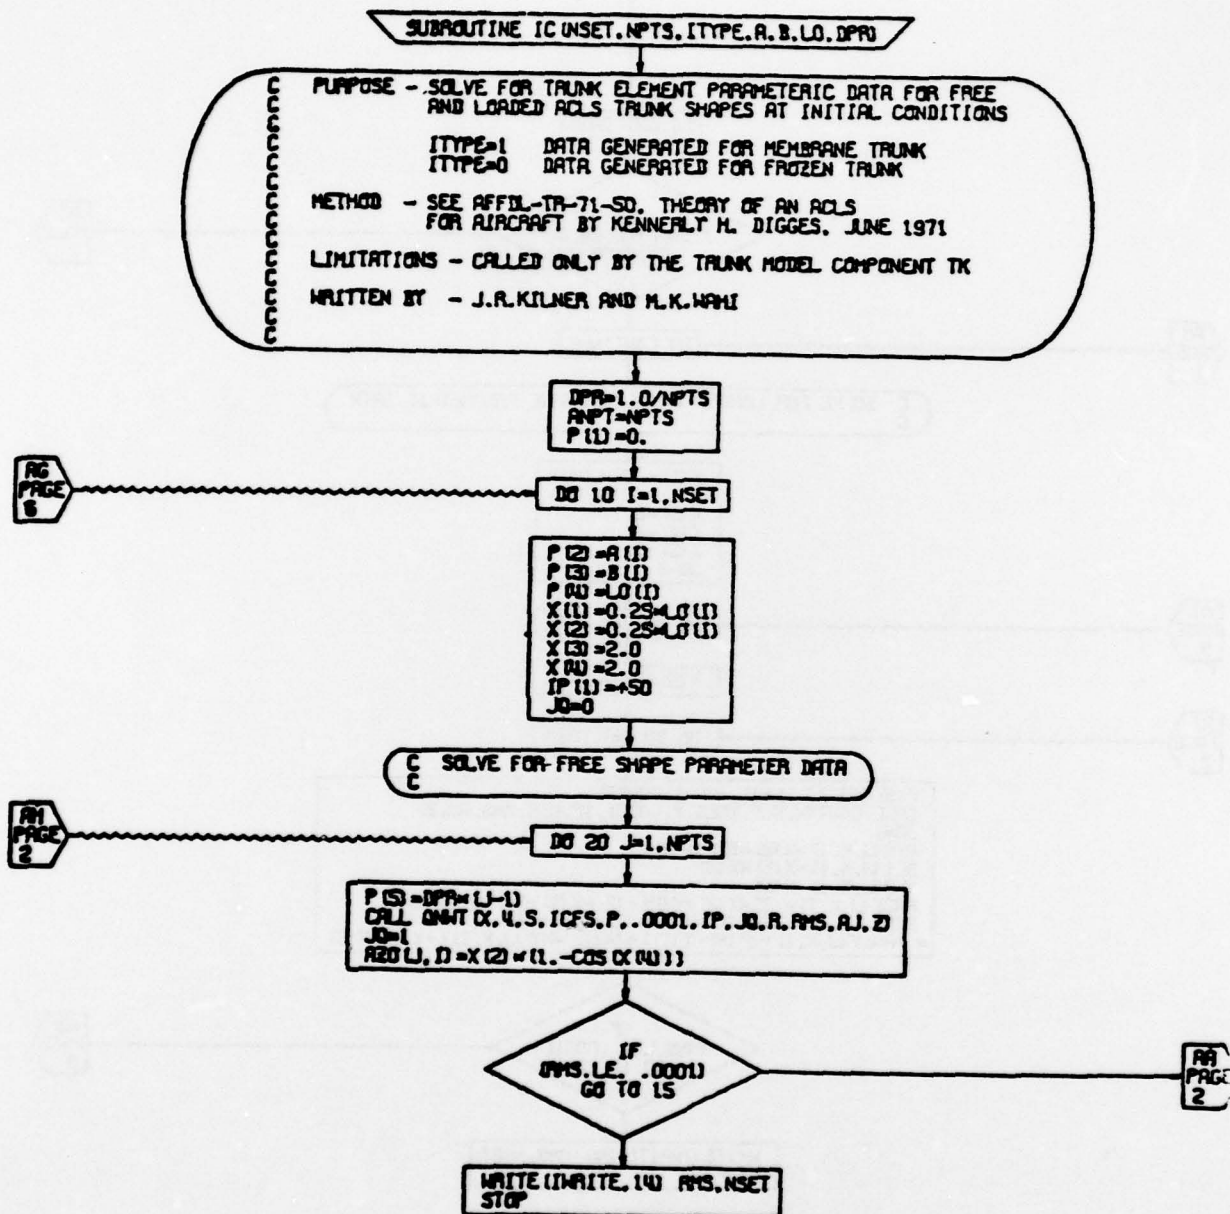 SUBROUTINE IC (NSET,NPTS,ITYPE,A,B,LO,DPR)
C PURPOSE - SOLVE FOR TRUNK ELEMENT PARAMETERIC DATA FOR FREE
C AND LOADED ACLS TRUNK SHAPES AT INITIAL CONDITIONS
C
C ITYPE=1 DATA GENERATED FOR MEMBRANE TRUNK
C ITYPE=0 DATA GENERATED FOR FROZEN TRUNK
C
C METHOD - SEE AFFDL-TR-71-50, THEORY OF AN ACLS
C FOR AIRCRAFT BY KENNERLY H. DIGGES, JUNE 1971
C
C LIMITATIONS - CALLED ONLY BY THE TRUNK MODEL COMPONENT TK
C
C WRITTEN BY - J.R.KILNER AND M.K.WAHI
C
C
DPR=1.0/NPTS
ANPT=NPTS
P(1)=0.
AG
PAGE
6
DO 10 I=1,NSET
P(2)=A(I)
P(3)=B(I)
P(4)=LO(I)
X(1)=0.25*LO(I)
X(2)=0.25*LO(I)
X(3)=2.0
X(4)=2.0
IP(1)=+50
JQ=0
C SOLVE FOR FREE SHAPE PARAMETER DATA
C
AM
PAGE
2
DO 20 J=1,NPTS
P(5)=DPR*(J-1)
CALL QNWT(X,4,5,ICFS,P,.0001,IP,JQ,R,RMS,AJ,Z)
JQ=1
AZO(J,I)=X(2)*(1.-COS(X(4)))
IF
(RMS.LE. .0001)
GO TO 15
AA
PAGE
2
WRITE(IWRITE,14) RMS,NSET
STOP